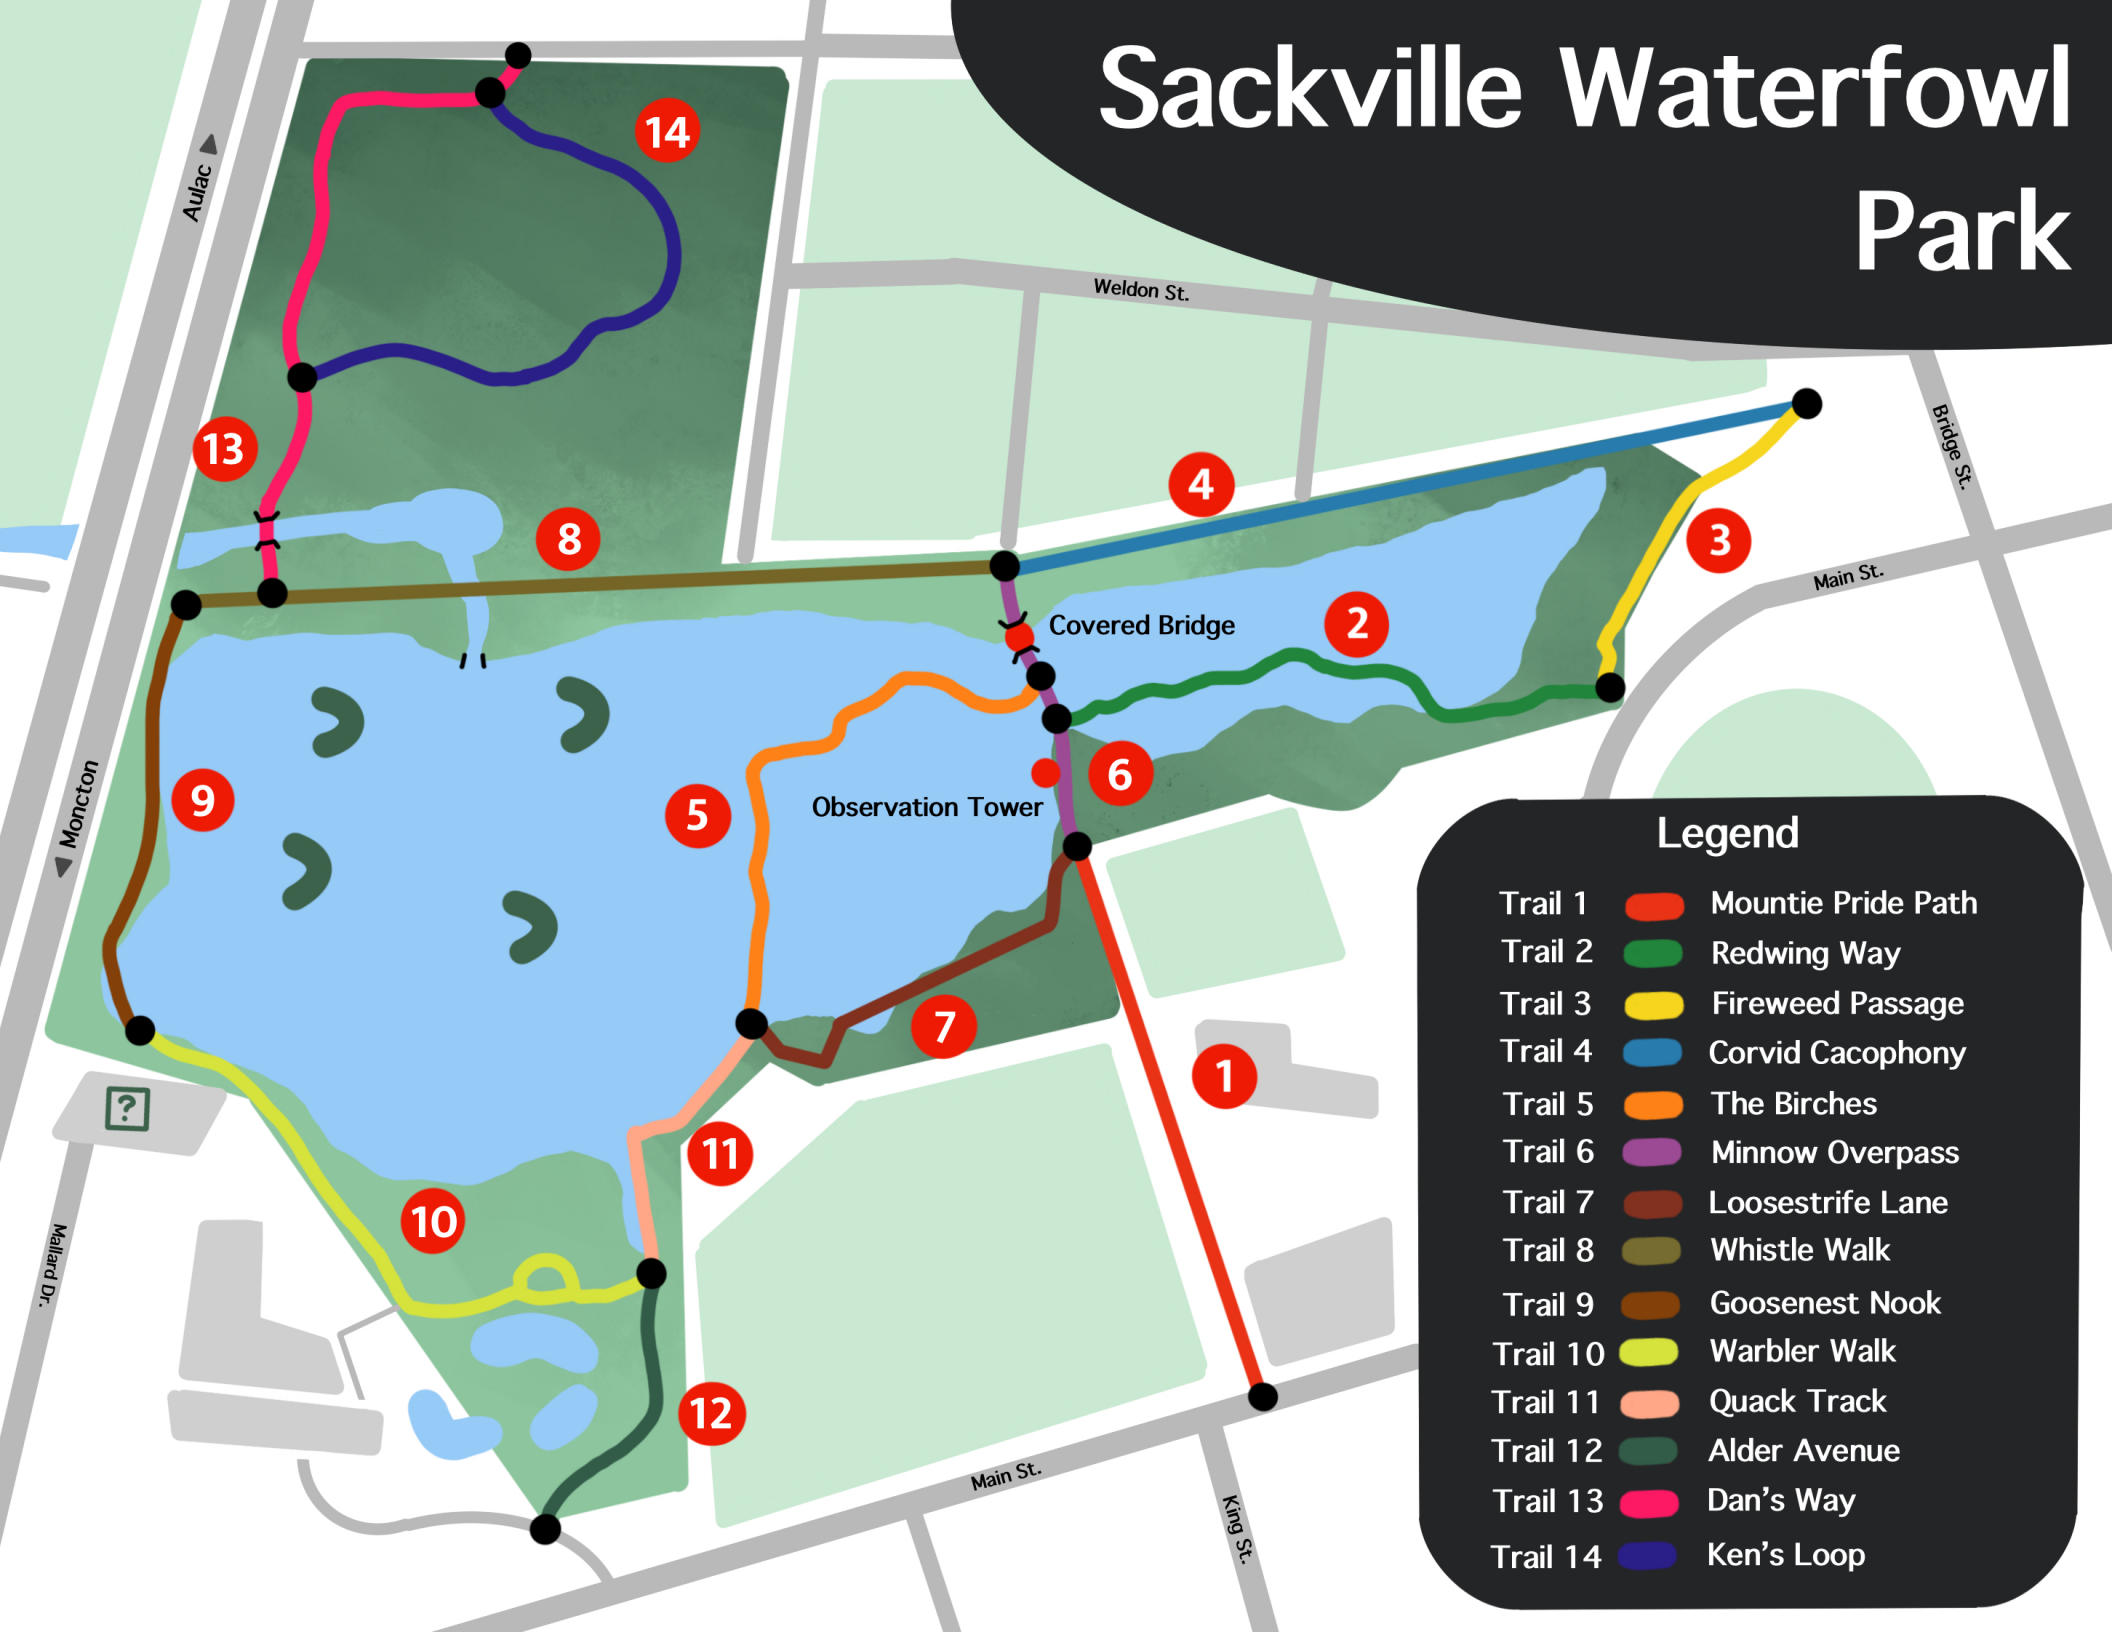 Sackville Waterfowl
Park
Aulac
14
Weldon St.
Bridge St.
13
4
8
3
Main St.
Covered Bridge
2
Moncton
9
5
6
Observation Tower
7
1
?
11
10
Mallard Dr.
12
Main St.
King St.
Legend
Trail 1 Mountie Pride Path
Trail 2 Redwing Way
Trail 3 Fireweed Passage
Trail 4 Corvid Cacophony
Trail 5 The Birches
Trail 6 Minnow Overpass
Trail 7 Loosestrife Lane
Trail 8 Whistle Walk
Trail 9 Goosenest Nook
Trail 10 Warbler Walk
Trail 11 Quack Track
Trail 12 Alder Avenue
Trail 13 Dan's Way
Trail 14 Ken's Loop